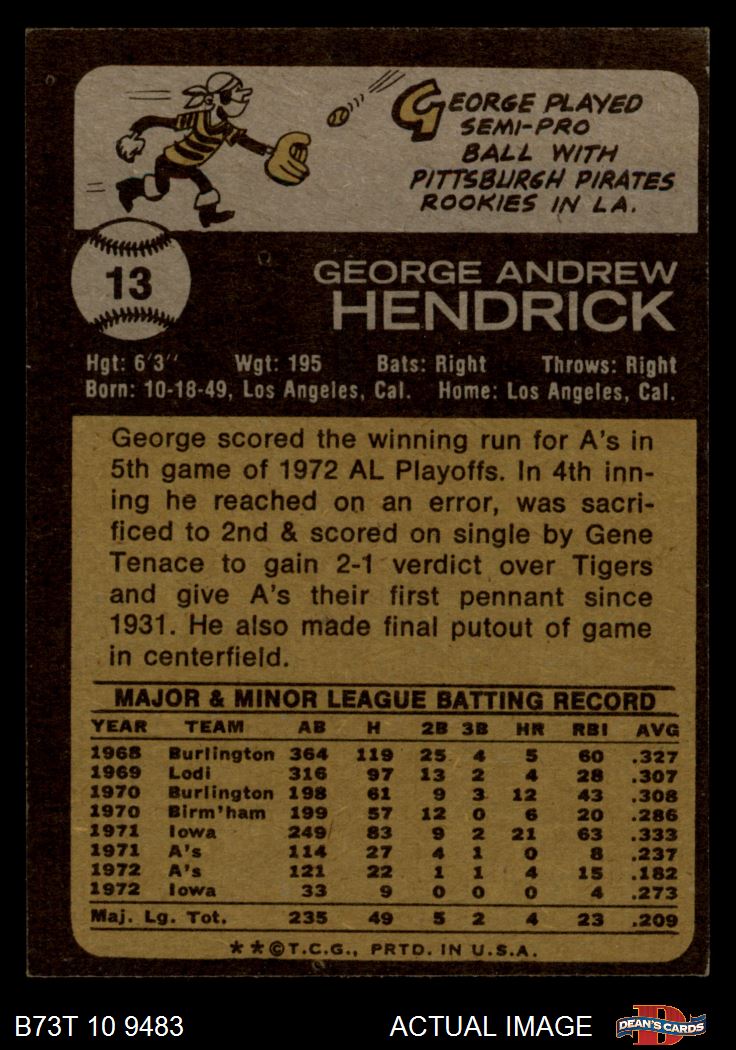 GEORGE PLAYED
SEMI-PRO
BALL WITH
PITTSBURGH PIRATES
ROOKIES IN LA.
13
GEORGE ANDREW
HENDRICK
Hgt: 6'3'' Wgt: 195 Bats: Right Throws: Right
Born: 10-18-49, Los Angeles, Cal. Home: Los Angeles, Cal.
George scored the winning run for A's in
5th game of 1972 AL Playoffs. In 4th inn-
ing he reached on an error, was sacri-
ficed to 2nd & scored on single by Gene
Tenace to gain 2-1 verdict over Tigers
and give A's their first pennant since
1931. He also made final putout of game
in centerfield.
MAJOR & MINOR LEAGUE BATTING RECORD
YEAR TEAM AB H 2B 3B HR RBI AVG
1968 Burlington 364 119 25 4 5 60 .327
1969 Lodi 316 97 13 2 4 28 .307
1970 Burlington 198 61 9 3 12 43 .308
1970 Birm'ham 199 57 12 0 6 20 .286
1971 Iowa 249 83 9 2 21 63 .333
1971 A's 114 27 4 1 0 8 .237
1972 A's 121 22 1 1 4 15 .182
1972 Iowa 33 9 0 0 0 4 .273
Maj. Lg. Tot. 235 49 5 2 4 23 .209
**©T.C.G., PRTD. IN U.S.A.
B73T 10 9483 ACTUAL IMAGE DEAN'S CARDS